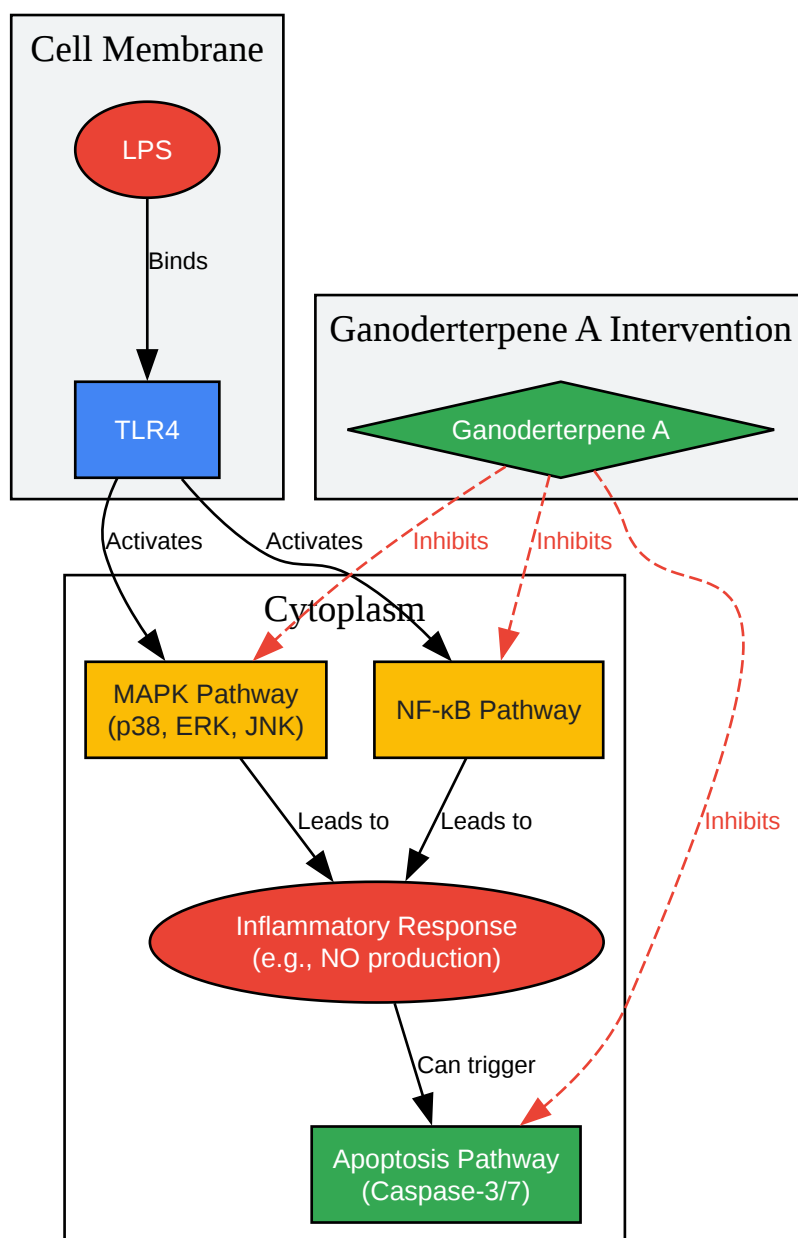 Cell Membrane
LPS
Binds
Ganoderterpene A Intervention
TLR4
Ganoderterpene A
Activates
Activates
Inhibits
Inhibits
Cytoplasm
MAPK Pathway
(p38, ERK, JNK)
NF-κB Pathway
Leads to
Leads to
Inhibits
Inflammatory Response
(e.g., NO production)
Can trigger
Apoptosis Pathway
(Caspase-3/7)